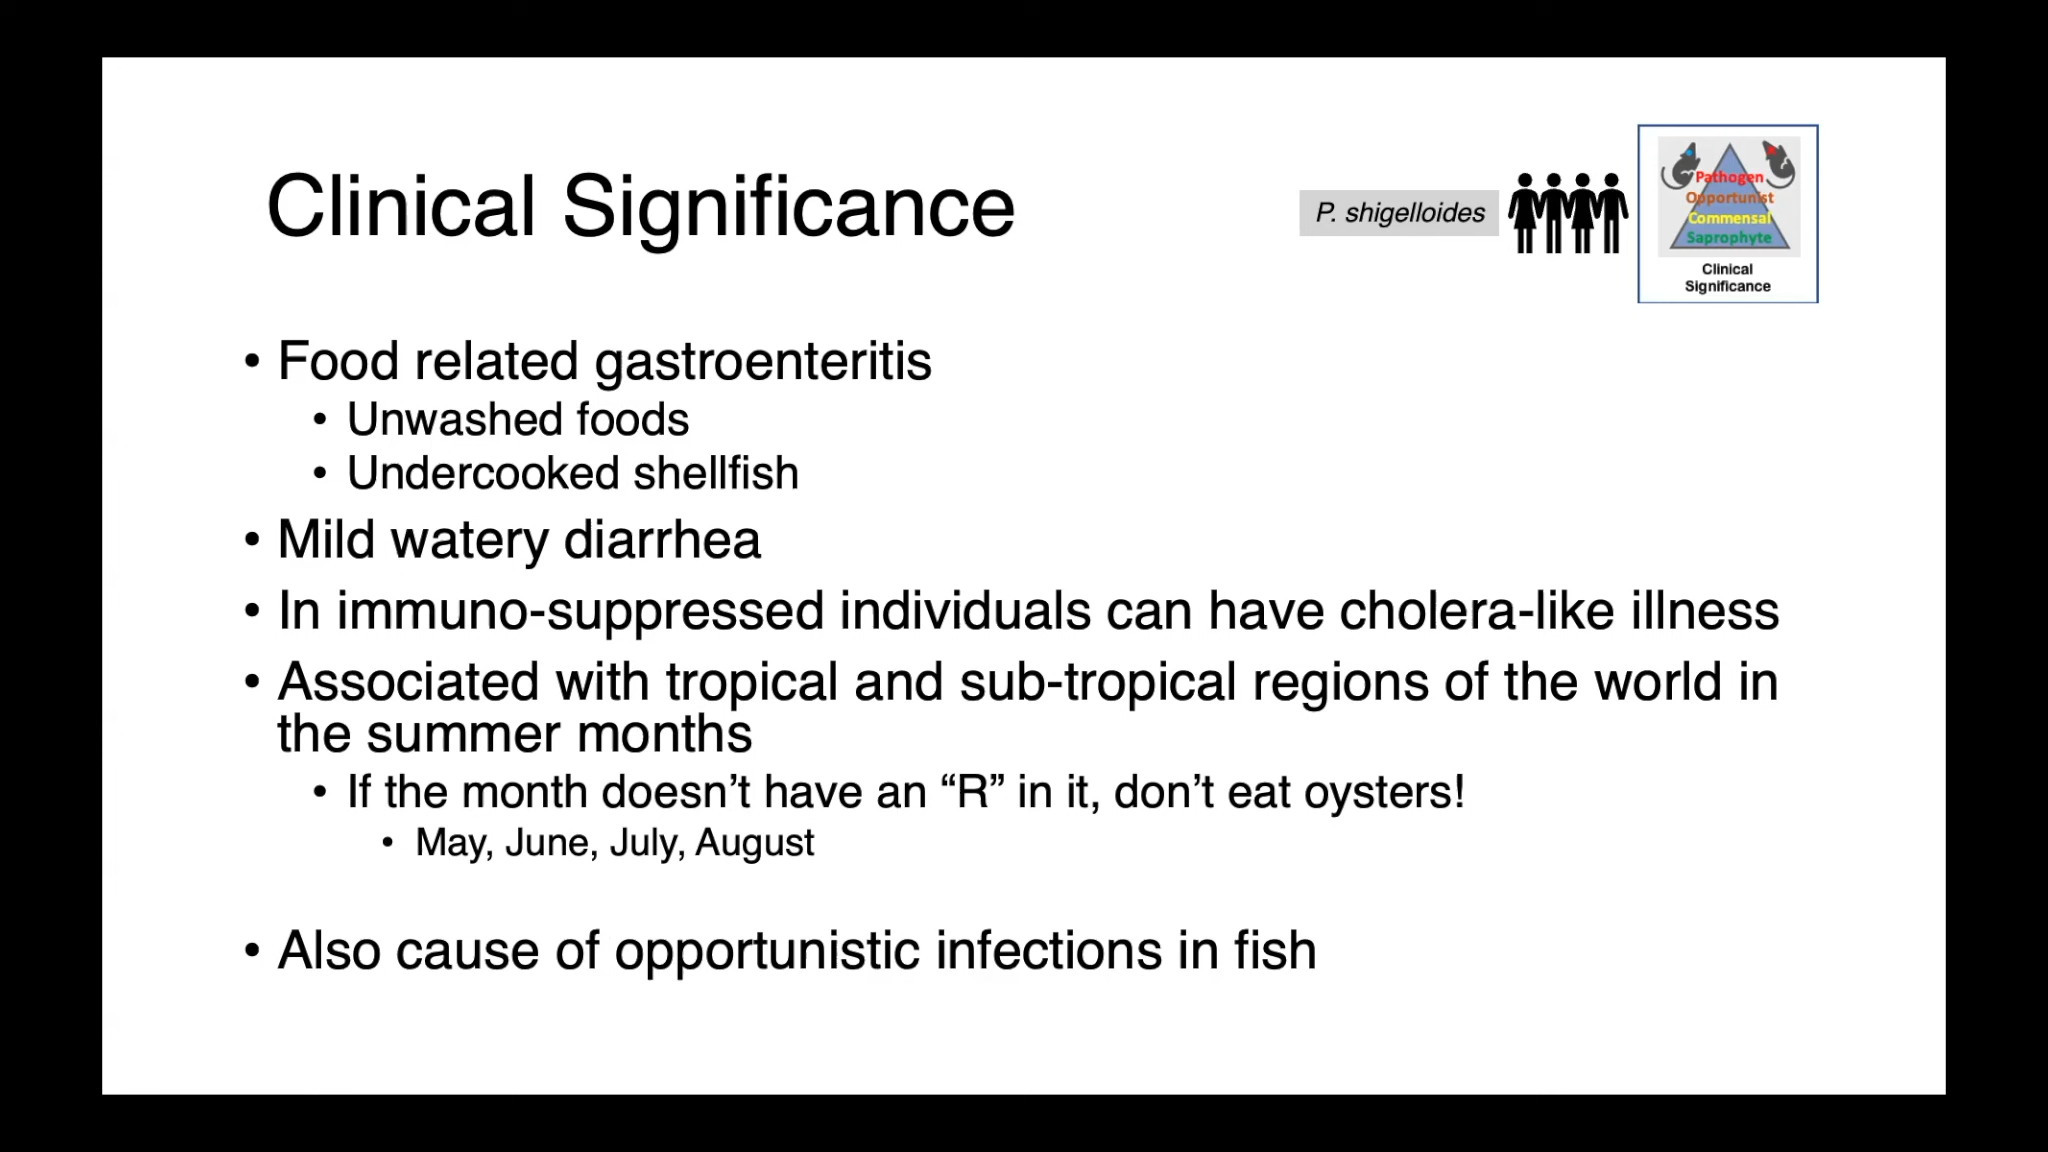 Clinical Significance
P. shigelloides
Pathogen
Opportunist
Commensal
Saprophyte
Clinical
Significance
• Food related gastroenteritis
• Unwashed foods
• Undercooked shellfish
• Mild watery diarrhea
• In immuno-suppressed individuals can have cholera-like illness
• Associated with tropical and sub-tropical regions of the world in
the summer months
• If the month doesn’t have an “R” in it, don’t eat oysters!
• May, June, July, August
• Also cause of opportunistic infections in fish